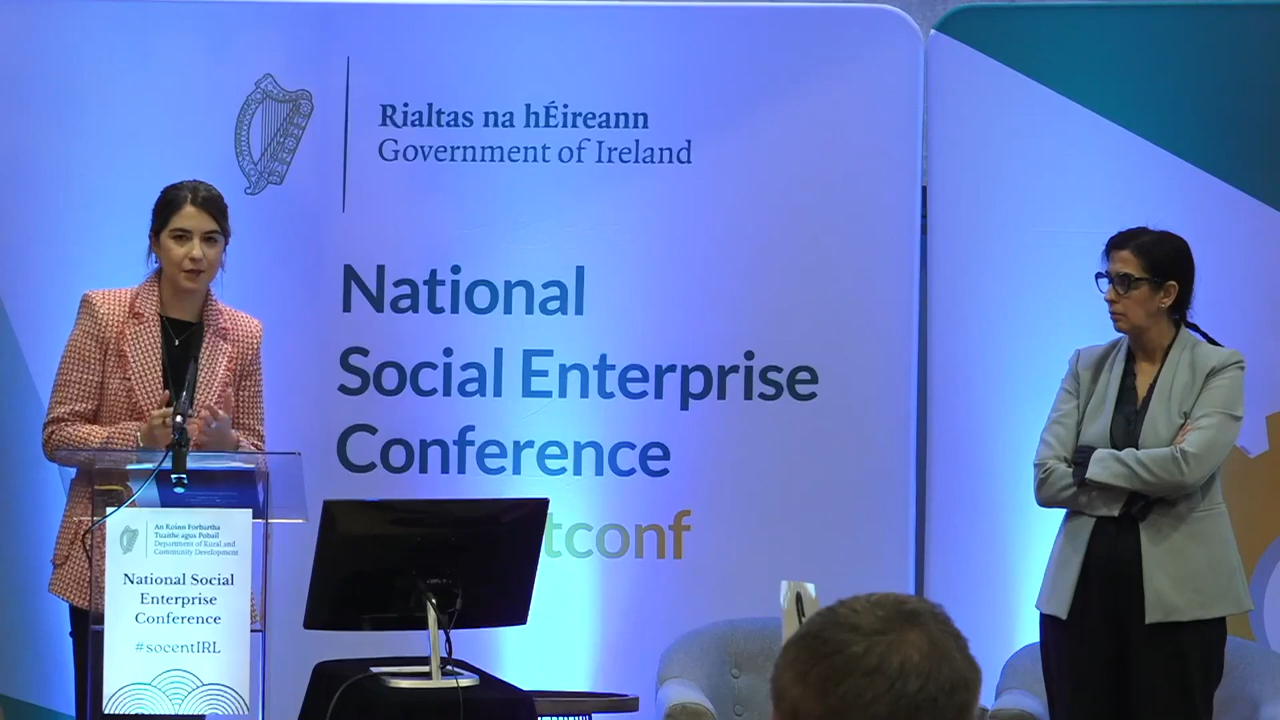 Rialtas na hÉireann
Government of Ireland
National
Social Enterprise
Conference
tconf
An Roinn Forbartha
Tuaithe agus Pobail
Department of Rural and
Community Development
National Social
Enterprise
Conference
#socentIRL